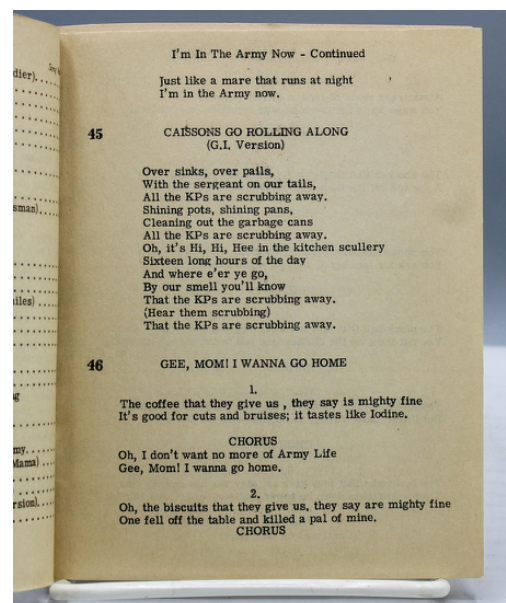 dier). . . . .
sman). . . . .
iles) . . . .
g
my. . . .
Mama) . . . .
rsion). . . .
I'm In The Army Now - Continued
Just like a mare that runs at night
I'm in the Army now.
45 CAISSONS GO ROLLING ALONG
(G.I. Version)
Over sinks, over pails,
With the sergeant on our tails,
All the KPs are scrubbing away.
Shining pots, shining pans,
Cleaning out the garbage cans
All the KPs are scrubbing away.
Oh, it's Hi, Hi, Hee in the kitchen scullery
Sixteen long hours of the day
And where e'er ye go,
By our smell you'll know
That the KPs are scrubbing away.
(Hear them scrubbing)
That the KPs are scrubbing away.
46 GEE, MOM! I WANNA GO HOME
1.
The coffee that they give us , they say is mighty fine
It's good for cuts and bruises; it tastes like Iodine.
CHORUS
Oh, I don't want no more of Army Life
Gee, Mom! I wanna go home.
2.
Oh, the biscuits that they give us, they say are mighty fine
One fell off the table and killed a pal of mine.
CHORUS